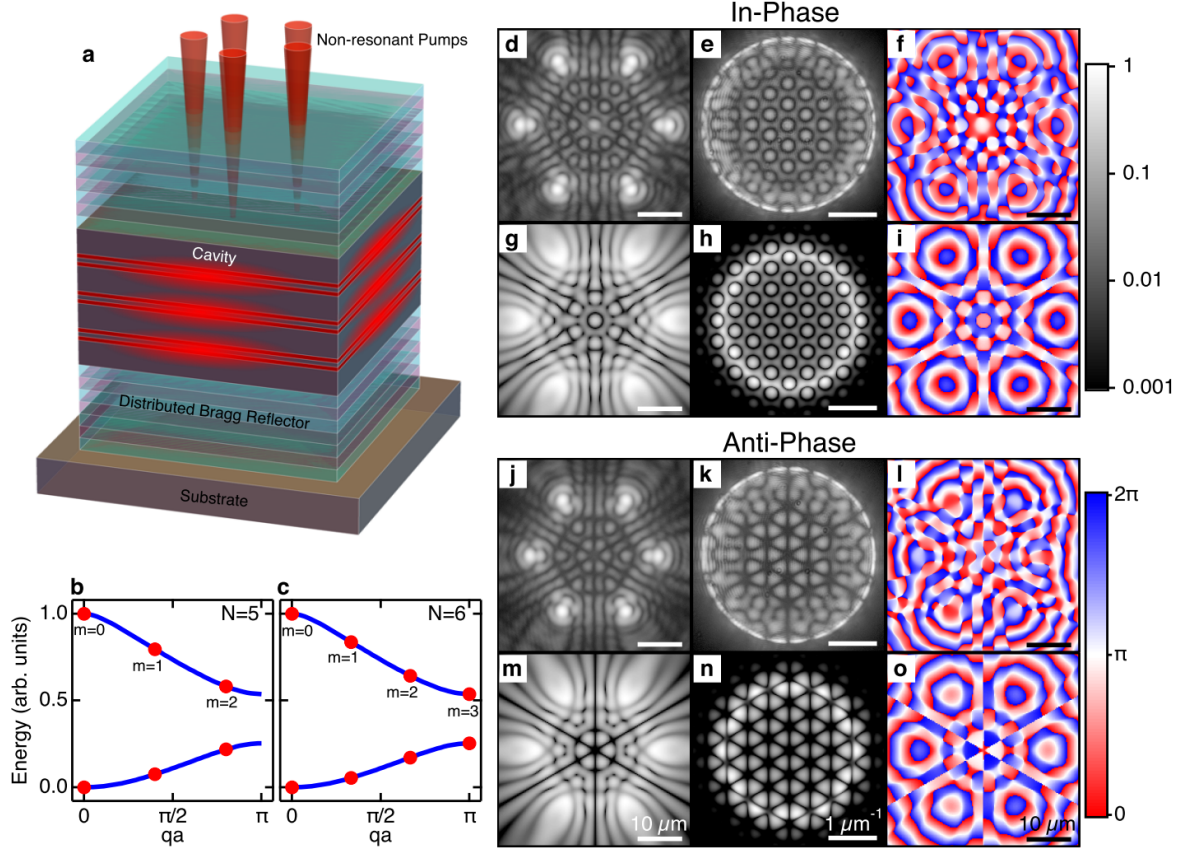 a
Non-resonant Pumps
Cavity
Distributed Bragg Reflector
Substrate
b
N=5
1.0
0.5
0.0
Energy (arb. units)
m=0
m=1
m=2
0
π/2
π
qa
c
N=6
m=0
m=1
m=2
m=3
0
π/2
π
qa
In-Phase
d
e
f
g
h
i
1
0.1
0.01
0.001
Anti-Phase
j
k
l
m
n
o
10 μm
1 μm⁻¹
10 μm
2π
π
0